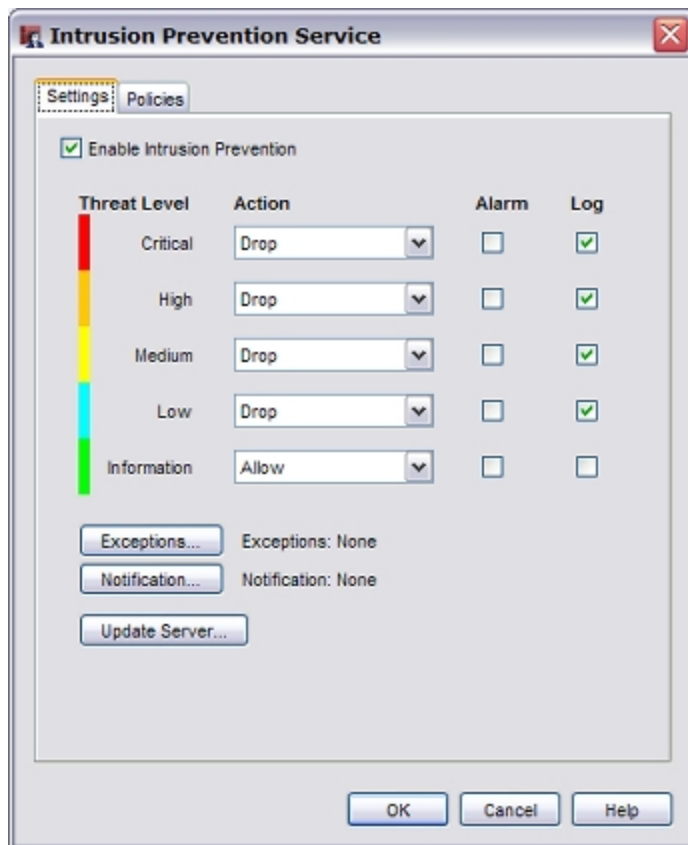 Intrusion Prevention Service
Settings Policies
Enable Intrusion Prevention
Threat Level Action Alarm Log
Critical Drop
High Drop
Medium Drop
Low Drop
Information Allow
Exceptions... Exceptions: None
Notification... Notification: None
Update Server...
OK Cancel Help